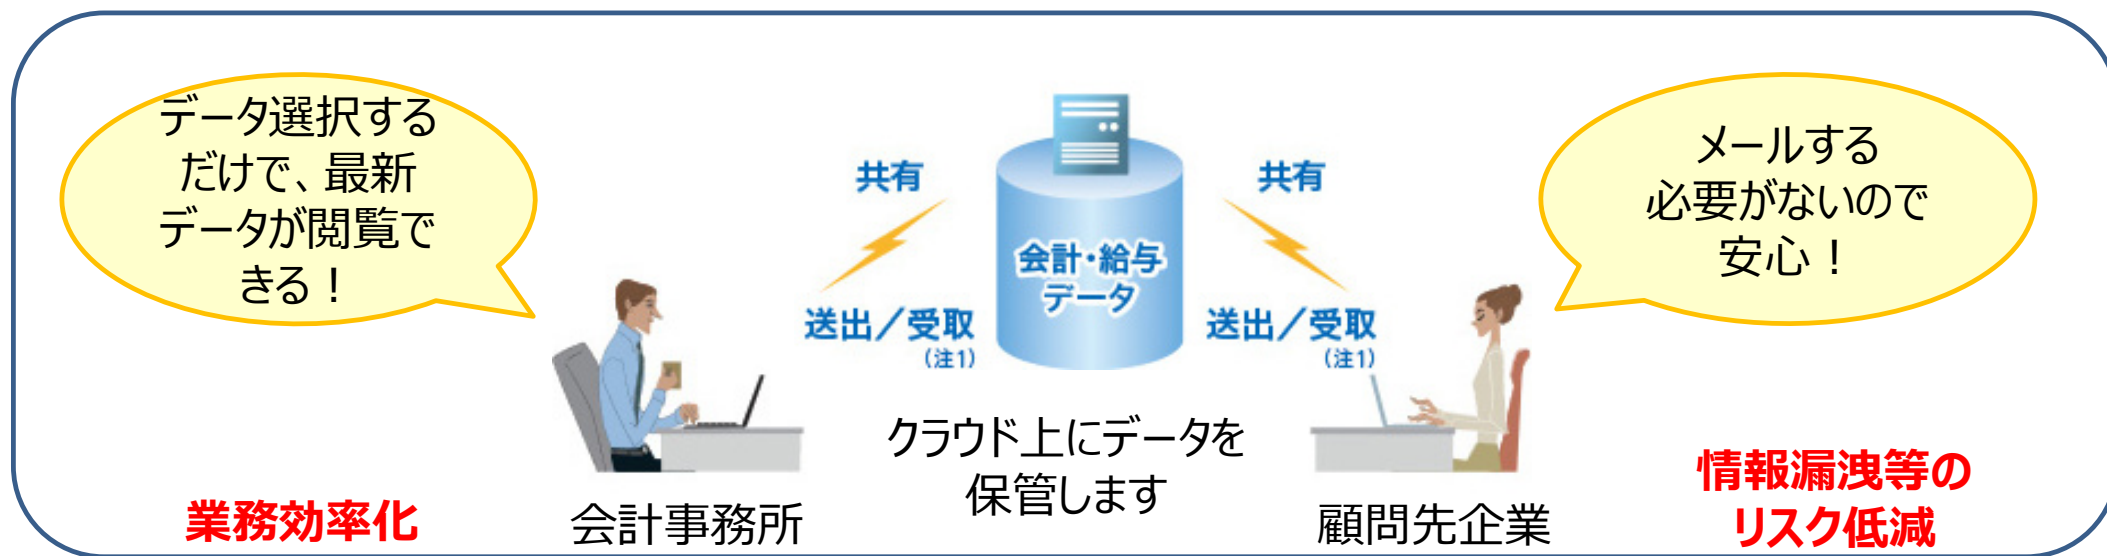 データ選択する
だけで、最新
データが閲覧で
きる！
共有
送出／受取
（注1）
会計・給与
データ
共有
送出／受取
（注1）
メールする
必要がないので
安心！
クラウド上にデータを
保管します
業務効率化
会計事務所
顧問先企業
情報漏洩等の
リスク低減